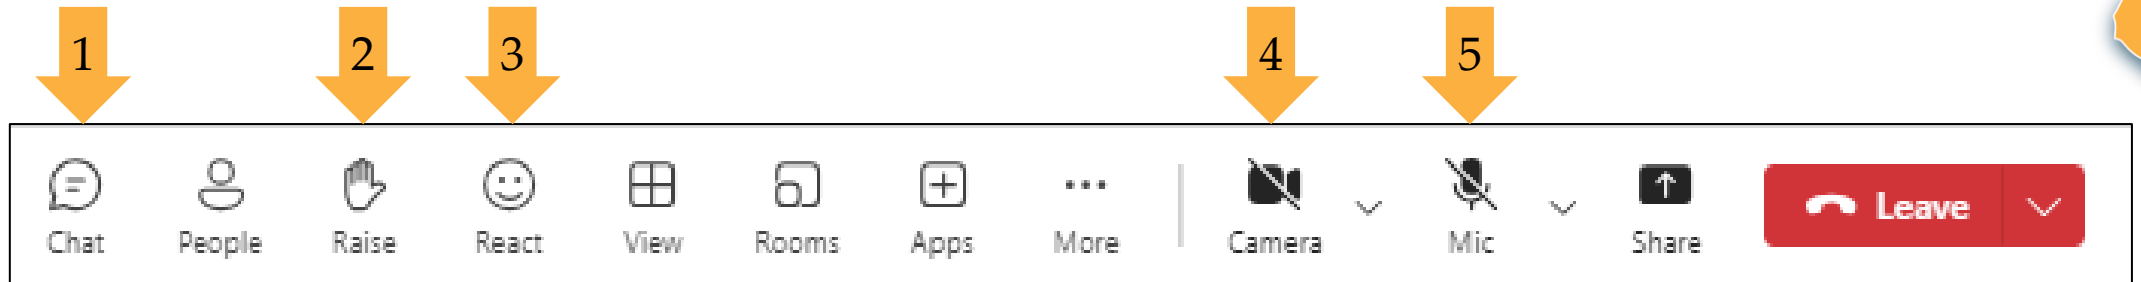 1 2 3 4 5
Chat People Raise React View Rooms Apps More Camera Mic Share Leave